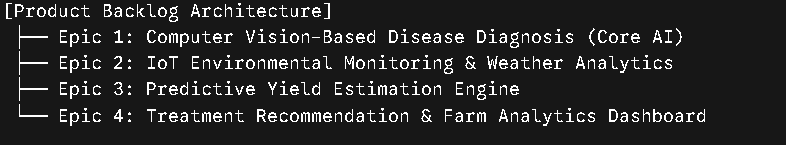 [Product Backlog Architecture]
├── Epic 1: Computer Vision-Based Disease Diagnosis (Core AI)
├── Epic 2: IoT Environmental Monitoring & Weather Analytics
├── Epic 3: Predictive Yield Estimation Engine
└── Epic 4: Treatment Recommendation & Farm Analytics Dashboard